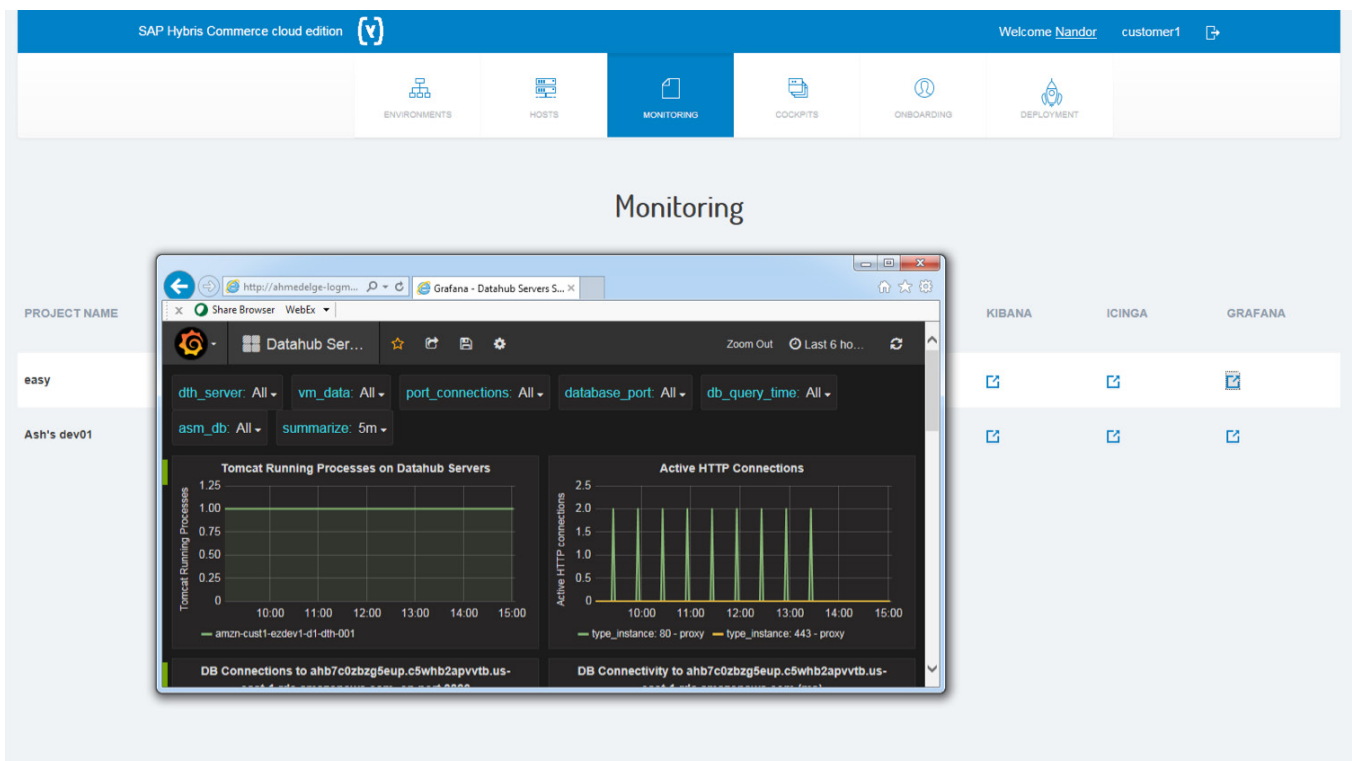 SAP Hybris Commerce cloud edition (Y)
Welcome Nandor customer1
ENVIRONMENTS HOSTS MONITORING COCKPITS ONBOARDING DEPLOYMENT
Monitoring
PROJECT NAME KIBANA ICINGA GRAFANA
easy
Ash's dev01
http://ahmedelge-logm... Grafana - Datahub Servers S... ×
x Share Browser WebEx
Datahub Ser... Zoom Out Last 6 ho...
dth_server: All vm_data: All port_connections: All database_port: All db_query_time: All
asm_db: All summarize: 5m
Tomcat Running Processes on Datahub Servers
Tomcat Running Processes
1.25
1.00
0.75
0.50
0.25
0
10:00 11:00 12:00 13:00 14:00 15:00
amzn-cust1-ezdev1-d1-dth-001
Active HTTP Connections
Active HTTP connections
2.5
2.0
1.5
1.0
0.5
0
10:00 11:00 12:00 13:00 14:00 15:00
type_instance: 80 - proxy type_instance: 443 - proxy
DB Connections to ahb7c0zbzg5eup.c5whb2apvvtb.us-
DB Connectivity to ahb7c0zbzg5eup.c5whb2apvvtb.us-